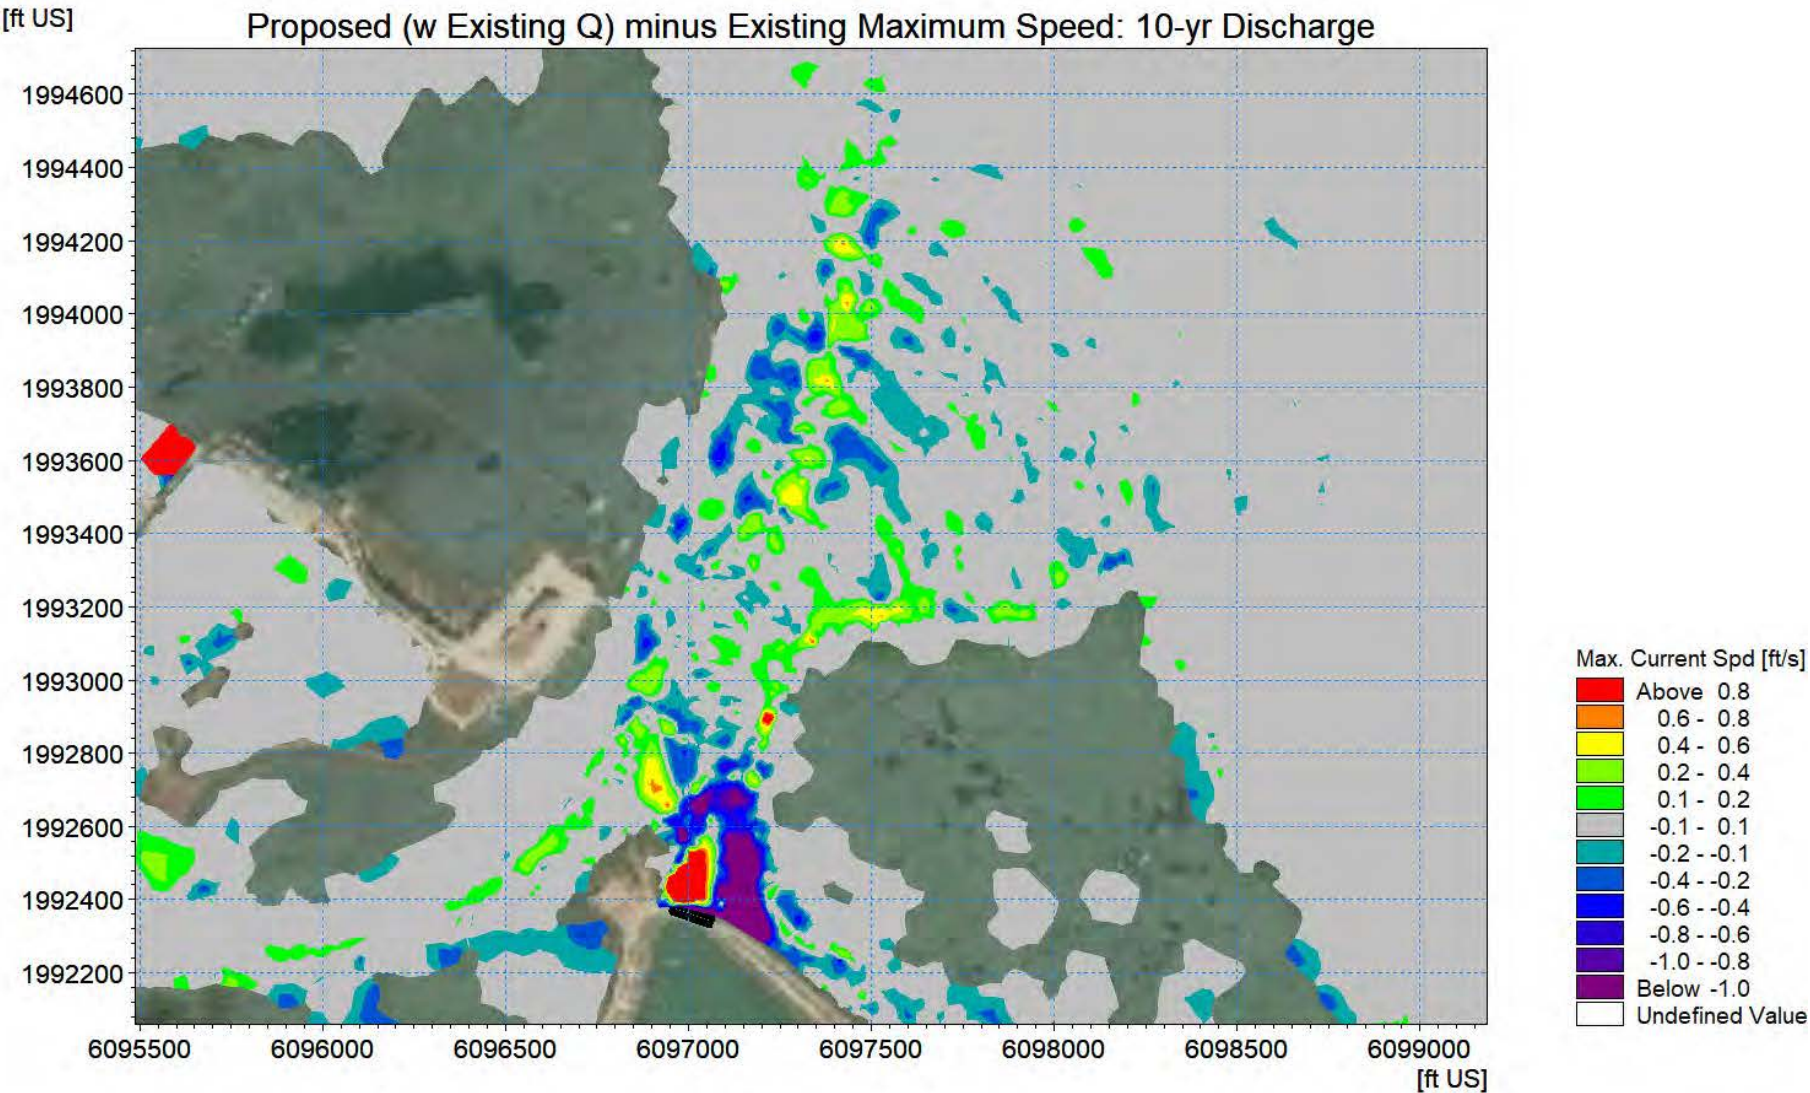 [ft US]
Proposed (w Existing Q) minus Existing Maximum Speed: 10-yr Discharge
1994600
1994400
1994200
1994000
1993800
1993600
1993400
1993200
1993000
1992800
1992600
1992400
1992200
6095500 6096000 6096500 6097000 6097500 6098000 6098500 6099000
[ft US]
Max. Current Spd [ft/s]
Above 0.8
0.6 - 0.8
0.4 - 0.6
0.2 - 0.4
0.1 - 0.2
-0.1 - 0.1
-0.2 - -0.1
-0.4 - -0.2
-0.6 - -0.4
-0.8 - -0.6
-1.0 - -0.8
Below -1.0
Undefined Value